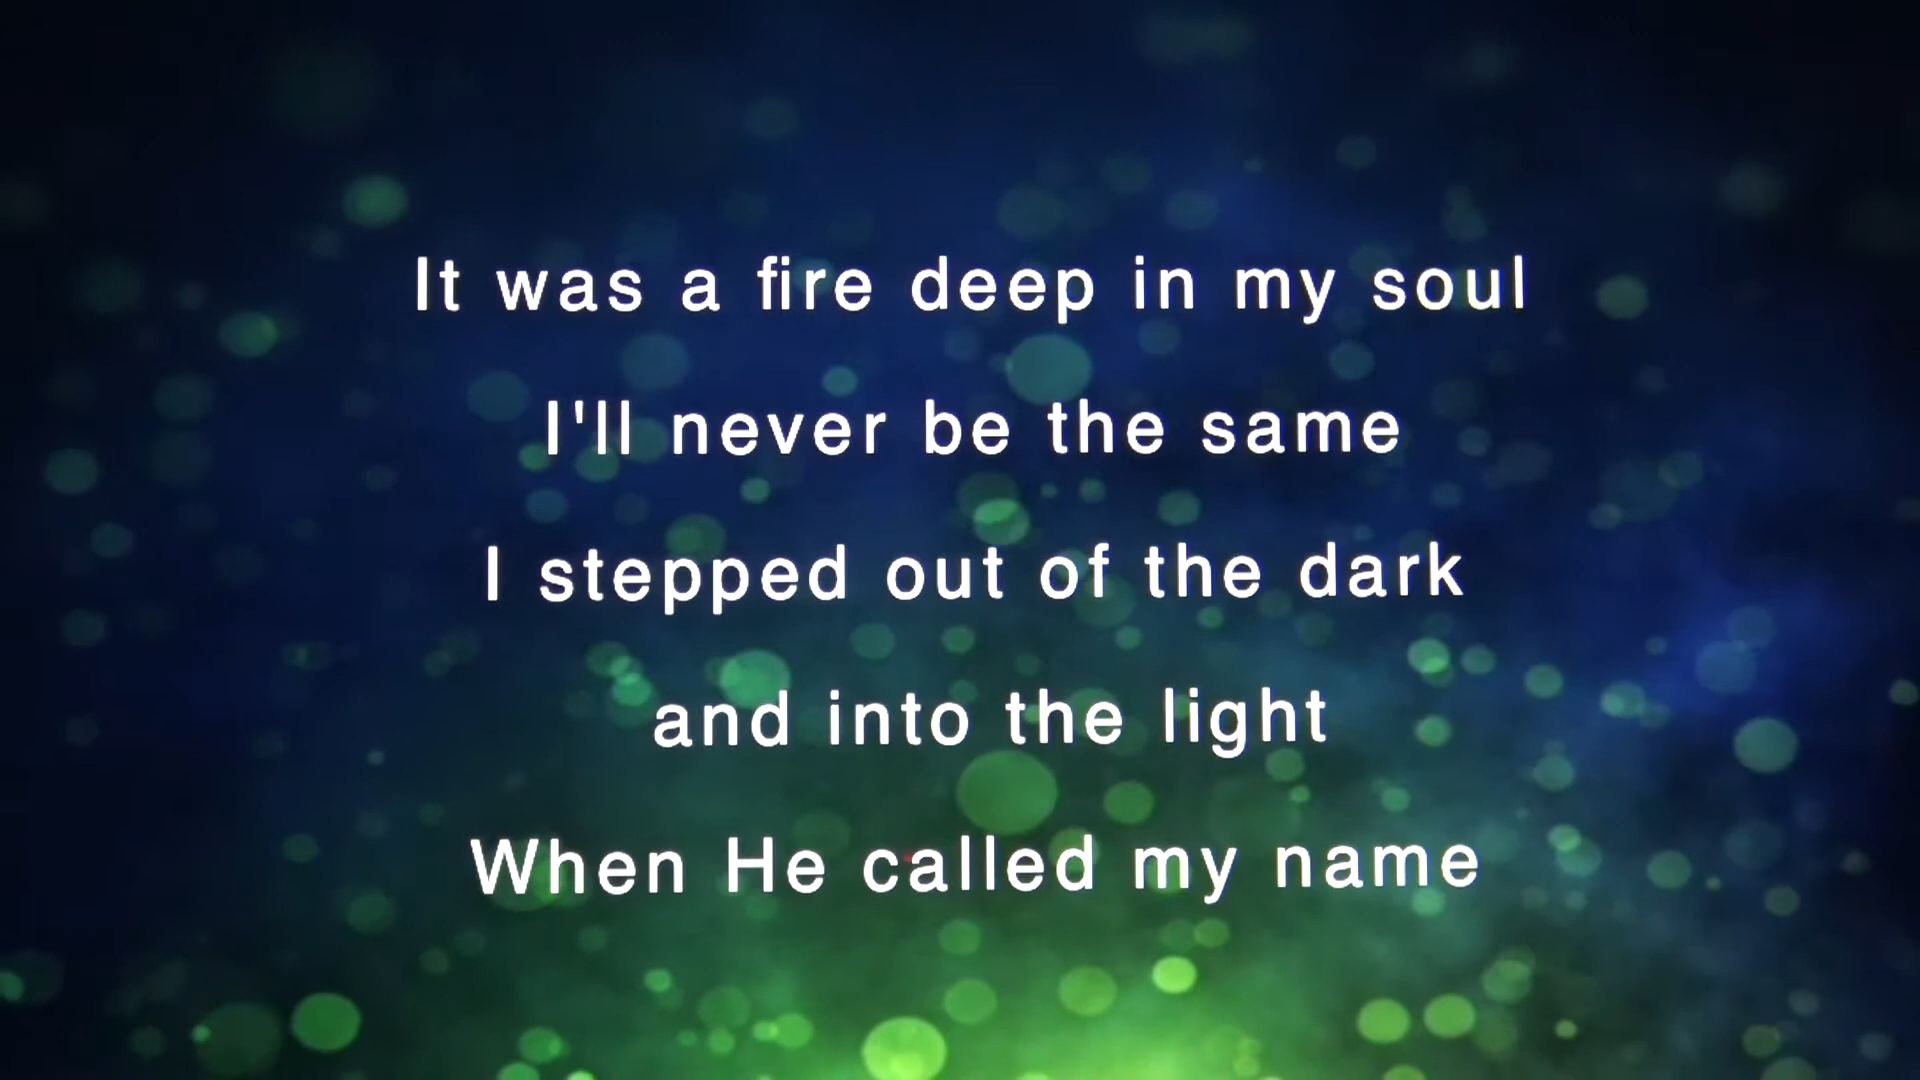 It was a fire deep in my soul
I'll never be the same
I stepped out of the dark
and into the light
When He called my name